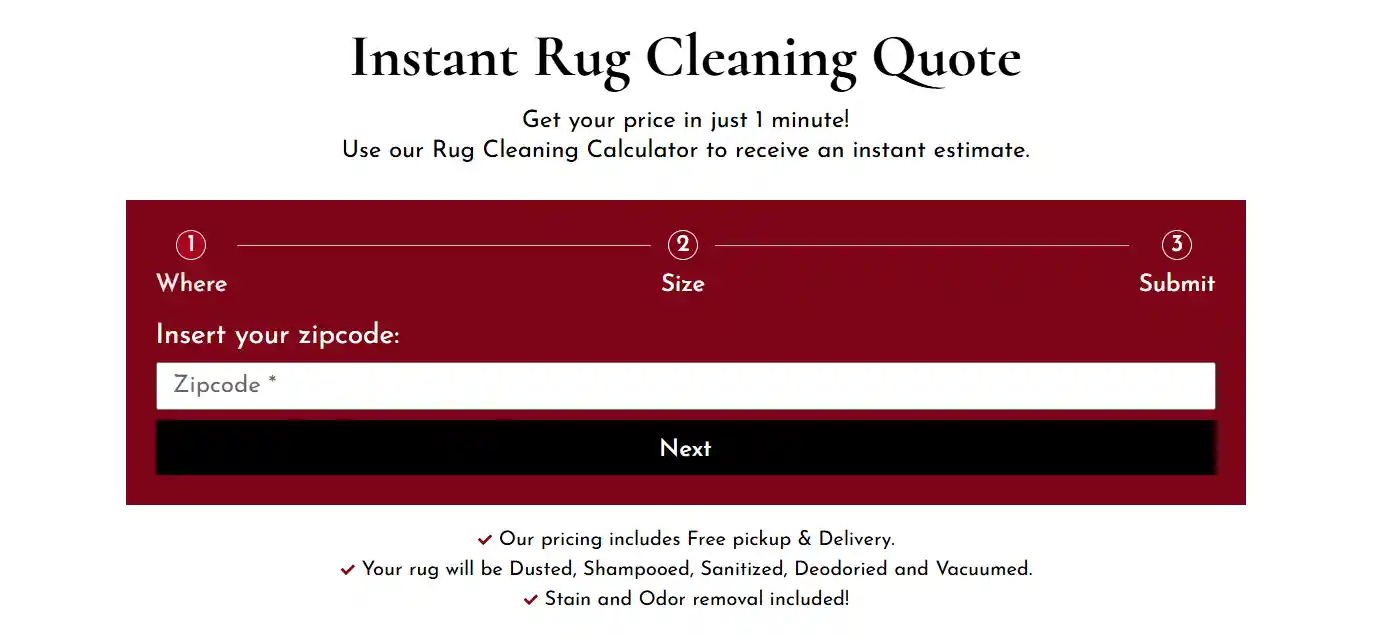 Instant Rug Cleaning Quote
Get your price in just 1 minute!
Use our Rug Cleaning Calculator to receive an instant estimate.
1 2 3
Where Size Submit
Insert your zipcode:
Zipcode *
Next
Our pricing includes Free pickup & Delivery.
Your rug will be Dusted, Shampooed, Sanitized, Deodoried and Vacuumed.
Stain and Odor removal included!